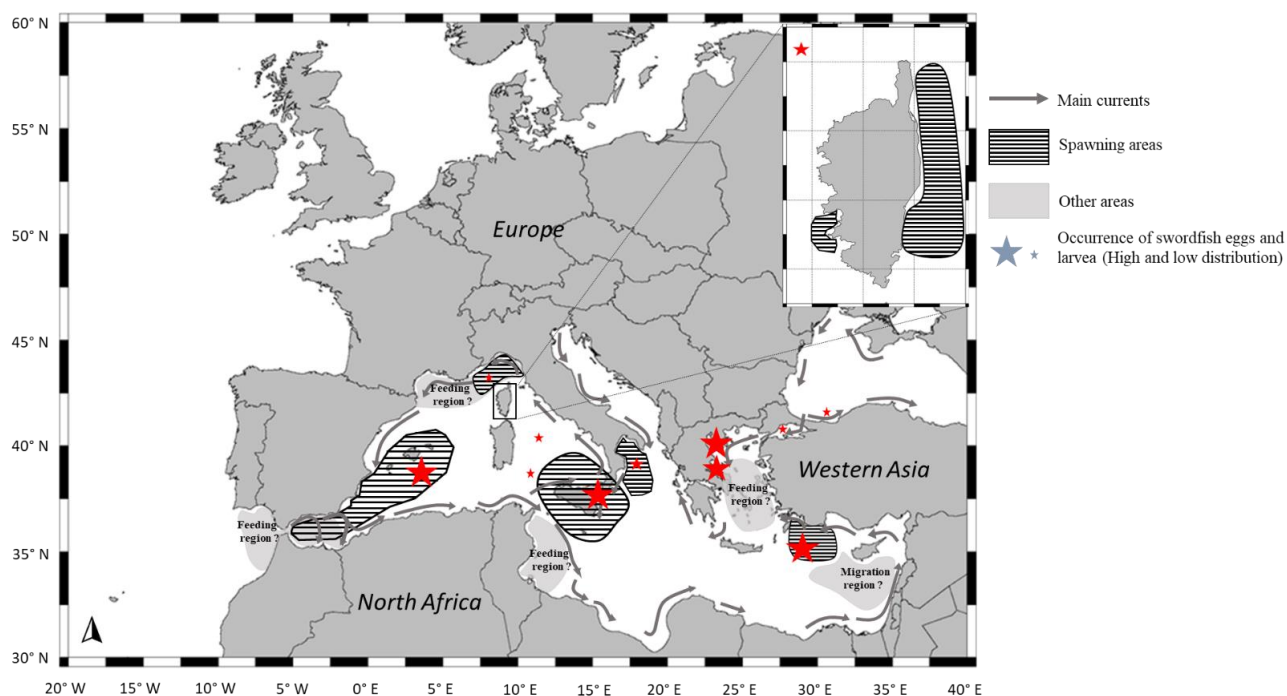 60° N
55° N
50° N
45° N
40° N
35° N
30° N
Europe
Western Asia
North Africa
Feeding
region ?
Feeding
region ?
Feeding
region ?
Feeding
region ?
Migration
region ?
20° W 15° W 10° W 5° W 0° E 5° E 10° E 15° E 20° E 25° E 30° E 35° E 40° E
Main currents
Spawning areas
Other areas
Occurrence of swordfish eggs and
larvea (High and low distribution)